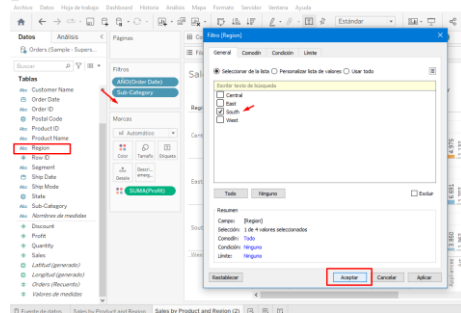 Archivo Datos Hoja de trabajo Dashboard Historia Análisis Mapa Formato Servidor Ventana Ayuda
Estándar
Datos Análisis
Páginas
Orders (Sample - Supers...
Buscar
Tablas
Customer Name
Order Date
Order ID
Postal Code
Product ID
Product Name
Region
Row ID
Segment
Ship Date
Ship Mode
State
Sub-Category
Nombres de medidas
Discount
Profit
Quantity
Sales
Latitud (generado)
Longitud (generado)
Orders (Recuento)
Valores de medidas
Filtros
AÑO(Order Date)
Sub-Category
Marcas
Automático
Color Tamaño Etiqueta
Detalle Descri... emerg...
SUMA(Profit)
Filtro [Region]
General Comodín Condición Límite
Seleccionar de la lista Personalizar lista de valores Usar todo
Escribir texto de búsqueda
Central
East
South
West
Todo Ninguno Excluir
Resumen
Campo: [Region]
Selección: 1 de 4 valores seleccionados
Comodín: Todo
Condición: Ninguno
Límite: Ninguno
Restablecer Aceptar Cancelar Aplicar
Fuente de datos Sales by Product and Region Sales by Product and Region (2)